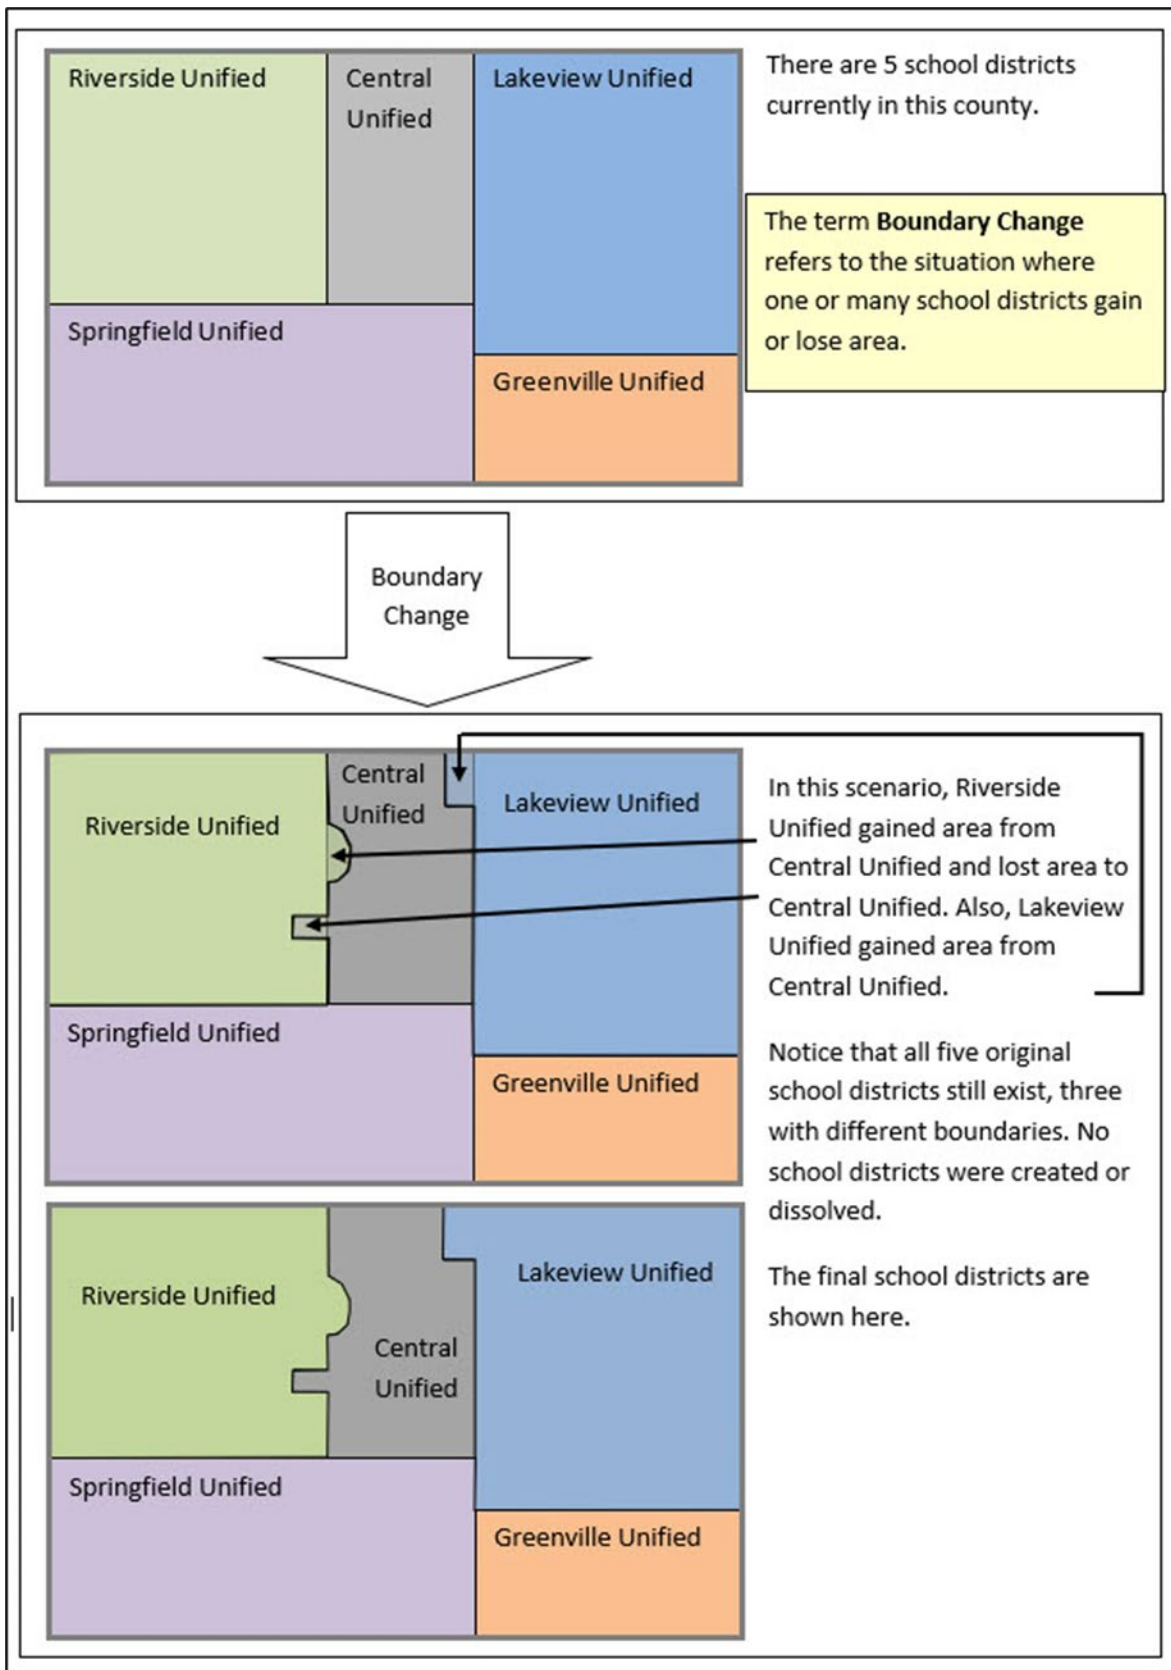 Riverside Unified
Central
Unified
Lakeview Unified
Springfield Unified
Greenville Unified
There are 5 school districts
currently in this county.
The term Boundary Change
refers to the situation where
one or many school districts gain
or lose area.
Boundary
Change
Central
Unified
Riverside Unified
Lakeview Unified
Springfield Unified
Greenville Unified
In this scenario, Riverside
Unified gained area from
Central Unified and lost area to
Central Unified. Also, Lakeview
Unified gained area from
Central Unified.
Notice that all five original
school districts still exist, three
with different boundaries. No
school districts were created or
dissolved.
Riverside Unified
Lakeview Unified
Central
Unified
Springfield Unified
Greenville Unified
The final school districts are
shown here.